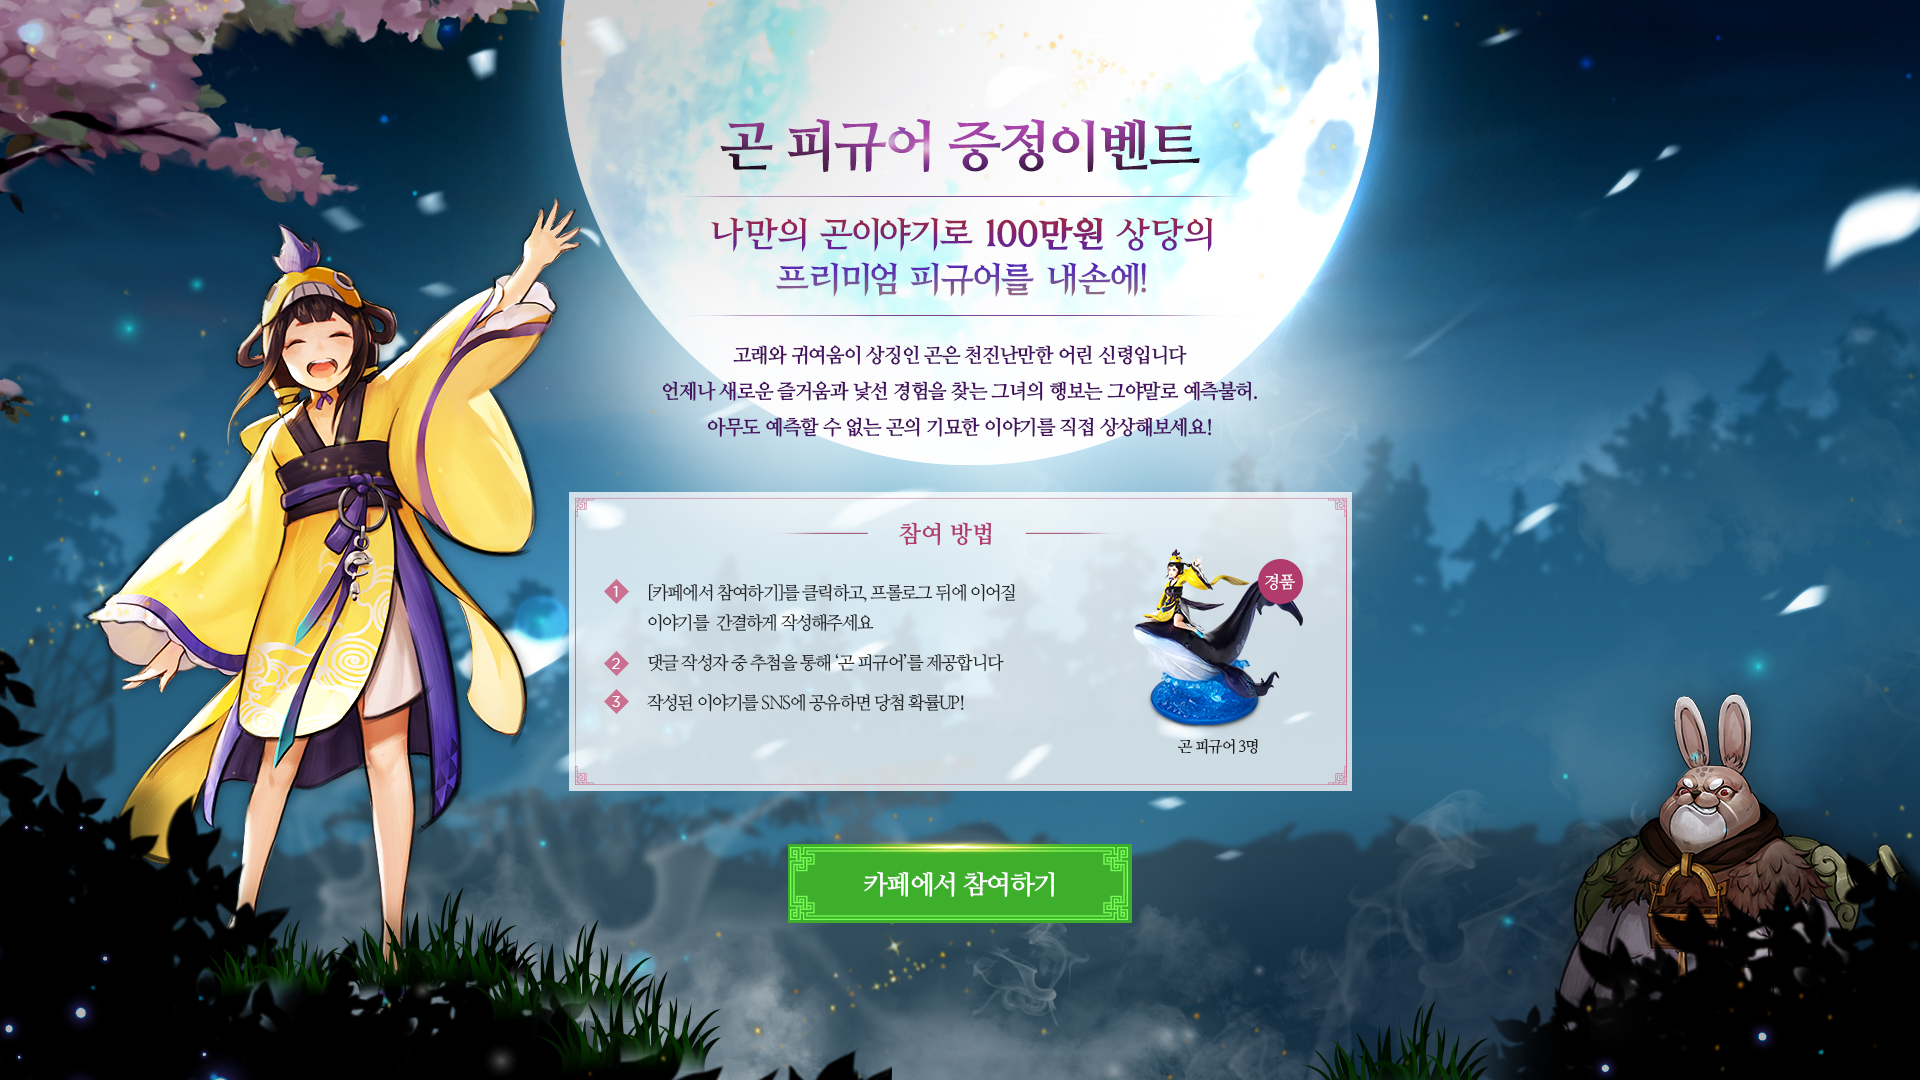 곤 피규어 증정이벤트
나만의 곤이야기로 100만원 상당의
프리미엄 피규어를 내손에!
고래와 귀여움이 상징인 곤은 천진난만한 어린 신령입니다
언제나 새로운 즐거움과 낯선 경험을 찾는 그녀의 행보는 그야말로 예측불허.
아무도 예측할 수 없는 곤의 기묘한 이야기를 직접 상상해보세요!
참여 방법
1 [카페에서 참여하기]를 클릭하고, 프롤로그 뒤에 이어질
이야기를 간결하게 작성해주세요
2 댓글 작성자 중 추첨을 통해 ‘곤 피규어’를 제공합니다
3 작성된 이야기를 SNS에 공유하면 당첨 확률UP!
경품
곤 피규어 3명
카페에서 참여하기